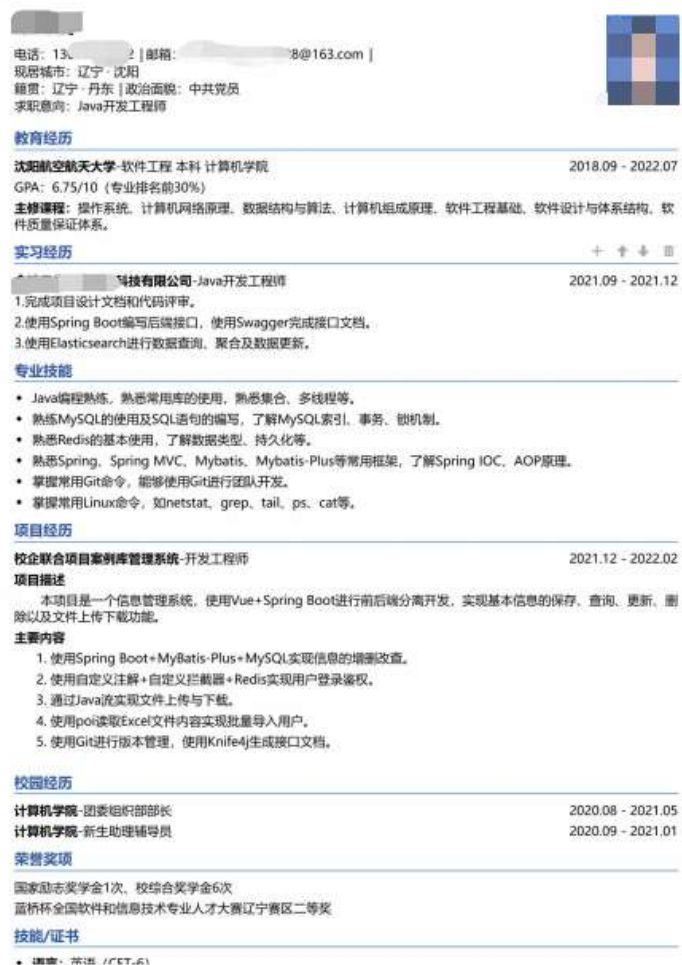 电话：13 2 | 邮箱： 8@163.com |
现居城市：辽宁 · 沈阳
籍贯：辽宁 · 丹东 | 政治面貌：中共党员
求职意向：Java开发工程师
教育经历
沈阳航空航天大学-软件工程 本科 计算机学院 2018.09 - 2022.07
GPA：6.75/10（专业排名前30%）
主修课程：操作系统、计算机网络原理、数据结构与算法、计算机组成原理、软件工程基础、软件设计与体系结构、软
件质量保证体系。
实习经历
科技有限公司-Java开发工程师 2021.09 - 2021.12
1.完成项目设计文档和代码评审。
2.使用Spring Boot编写后端接口，使用Swagger完成接口文档。
3.使用Elasticsearch进行数据查询、聚合及数据更新。
专业技能
• Java编程熟练，熟悉常用库的使用，熟悉集合、多线程等。
• 熟练MySQL的使用及SQL语句的编写，了解MySQL索引、事务、锁机制。
• 熟悉Redis的基本使用，了解数据类型、持久化等。
• 熟悉Spring、Spring MVC、Mybatis、Mybatis-Plus等常用框架，了解Spring IOC、AOP原理。
• 掌握常用Git命令，能够使用Git进行团队开发。
• 掌握常用Linux命令，如netstat、grep、tail、ps、cat等。
项目经历
校企联合项目案例库管理系统-开发工程师 2021.12 - 2022.02
项目描述
本项目是一个信息管理系统，使用Vue+Spring Boot进行前后端分离开发，实现基本信息的保存、查询、更新、删
除以及文件上传下载功能。
主要内容
1. 使用Spring Boot+MyBatis-Plus+MySQL实现信息的增删改查。
2. 使用自定义注解+自定义拦截器+Redis实现用户登录鉴权。
3. 通过Java流实现文件上传与下载。
4. 使用poi读取Excel文件内容实现批量导入用户。
5. 使用Git进行版本管理，使用Knife4j生成接口文档。
校园经历
计算机学院-团委组织部部长 2020.08 - 2021.05
计算机学院-新生助理辅导员 2020.09 - 2021.01
荣誉奖项
国家励志奖学金1次、校综合奖学金6次
蓝桥杯全国软件和信息技术专业人才大赛辽宁赛区二等奖
技能/证书
• 语言：英语（CET-6）